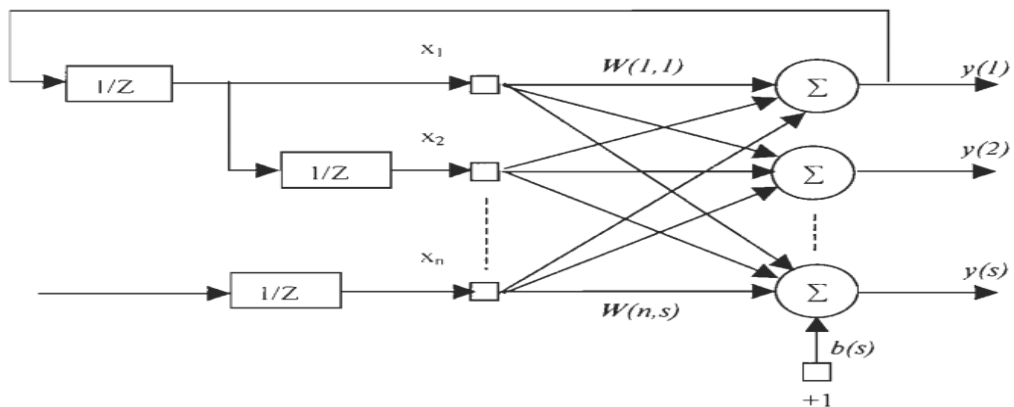 x1
W(1,1)
Σ
y(1)
1/Z
x2
1/Z
Σ
y(2)
xn
1/Z
Σ
y(s)
W(n,s)
b(s)
+1